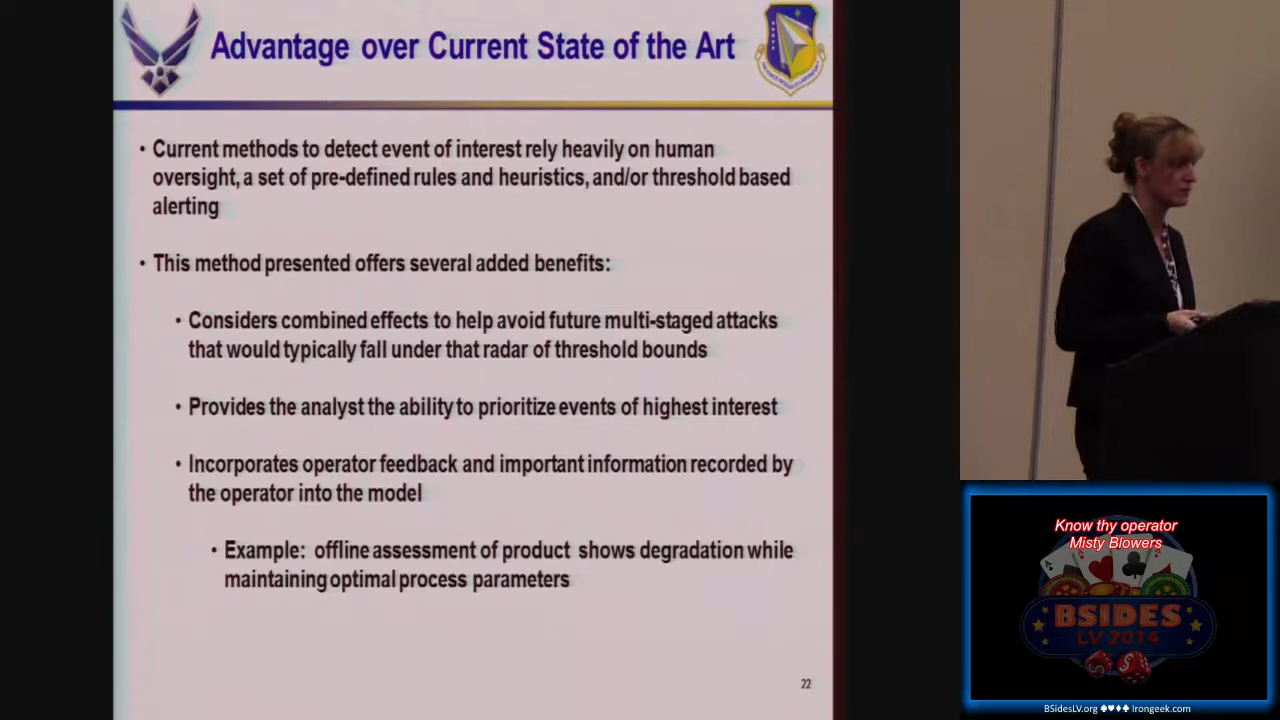 Advantage over Current State of the Art
• Current methods to detect event of interest rely heavily on human
oversight, a set of pre-defined rules and heuristics, and/or threshold based
alerting
• This method presented offers several added benefits:
• Considers combined effects to help avoid future multi-staged attacks
that would typically fall under that radar of threshold bounds
• Provides the analyst the ability to prioritize events of highest interest
• Incorporates operator feedback and important information recorded by
the operator into the model
• Example: offline assessment of product shows degradation while
maintaining optimal process parameters
22
Know thy operator
Misty Blowers
BSIDES
LV 2014
BSidesLV.org ♠♥♦♣ Irongeek.com